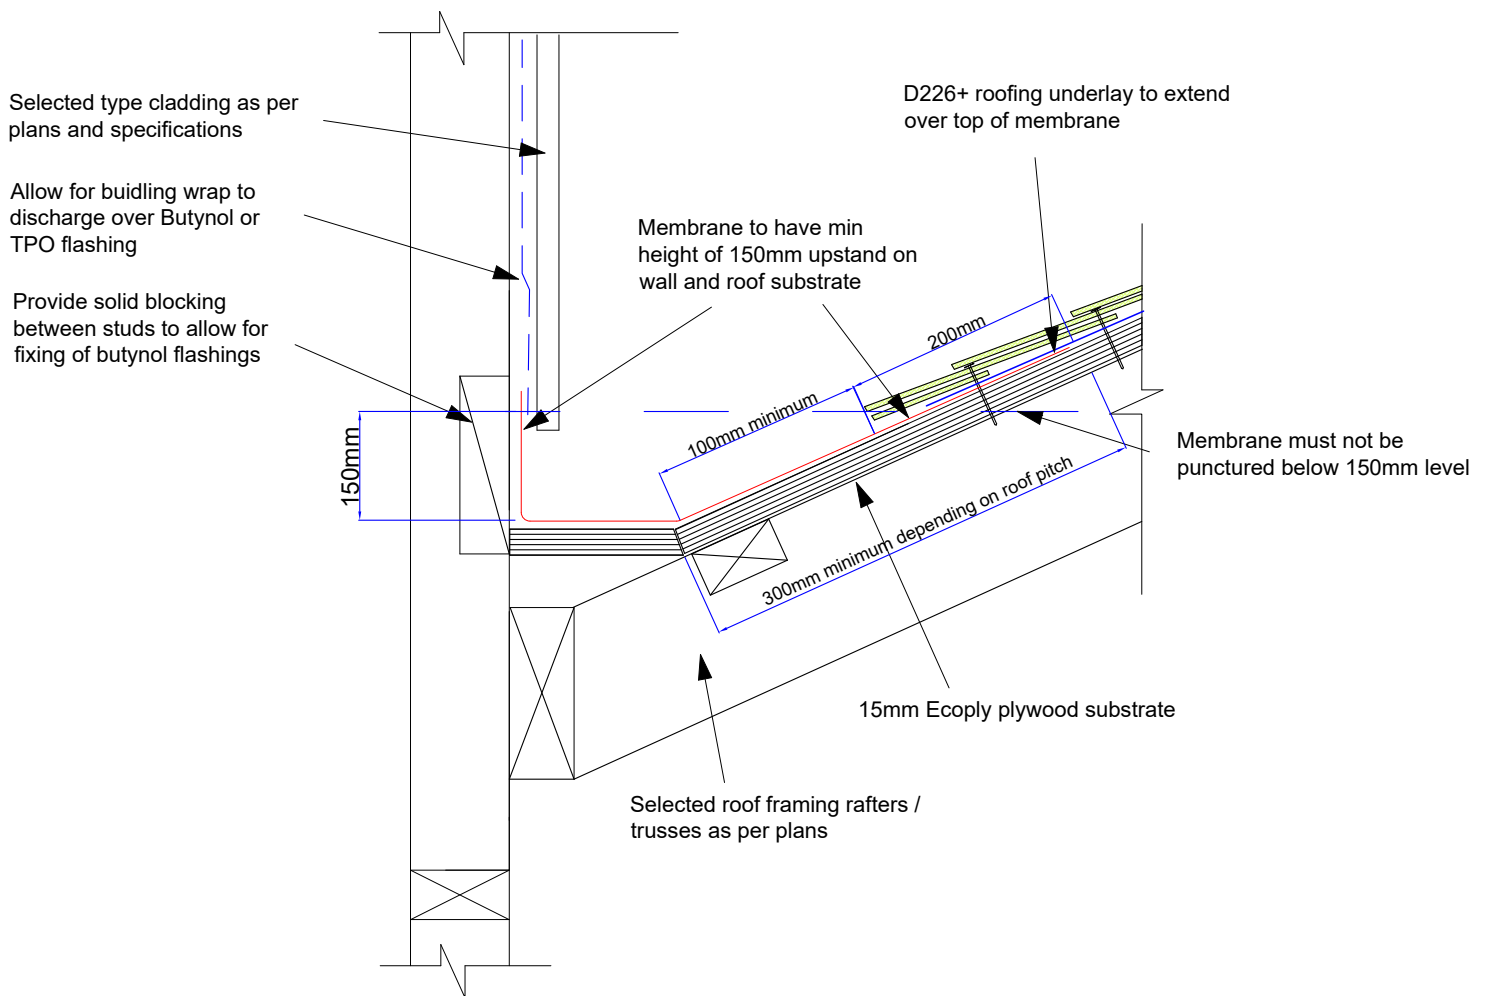 Selected type cladding as per
plans and specifications
Allow for buidling wrap to
discharge over Butynol or
TPO flashing
Provide solid blocking
between studs to allow for
fixing of butynol flashings
150mm
Membrane to have min
height of 150mm upstand on
wall and roof substrate
D226+ roofing underlay to extend
over top of membrane
200mm
100mm minimum
300mm minimum depending on roof pitch
Membrane must not be
punctured below 150mm level
15mm Ecoply plywood substrate
Selected roof framing rafters /
trusses as per plans